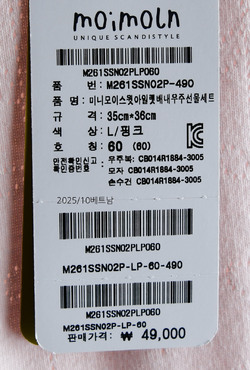 moimoln
UNIQUE SCANDISTYLE
M261SSN02PLP060
품 번: M261SSN02P-490
품 명: 미니모이스켓아일렛베내무주선물세트
규 격: 35cm*36cm
색 상: L/핑크
호 칭: 60 (60)
안전확인신고 우주복: CB014R1884-3005
확인증번호: 모자 CB014R1884-3005
손수건: CB014R1884-3005
2025/10베트남
M261SSN02PLP060
M261SSN02P-LP-60-490
M261SSN02PLP060
M261SSN02P-LP-60
판매가격: ₩ 49,000